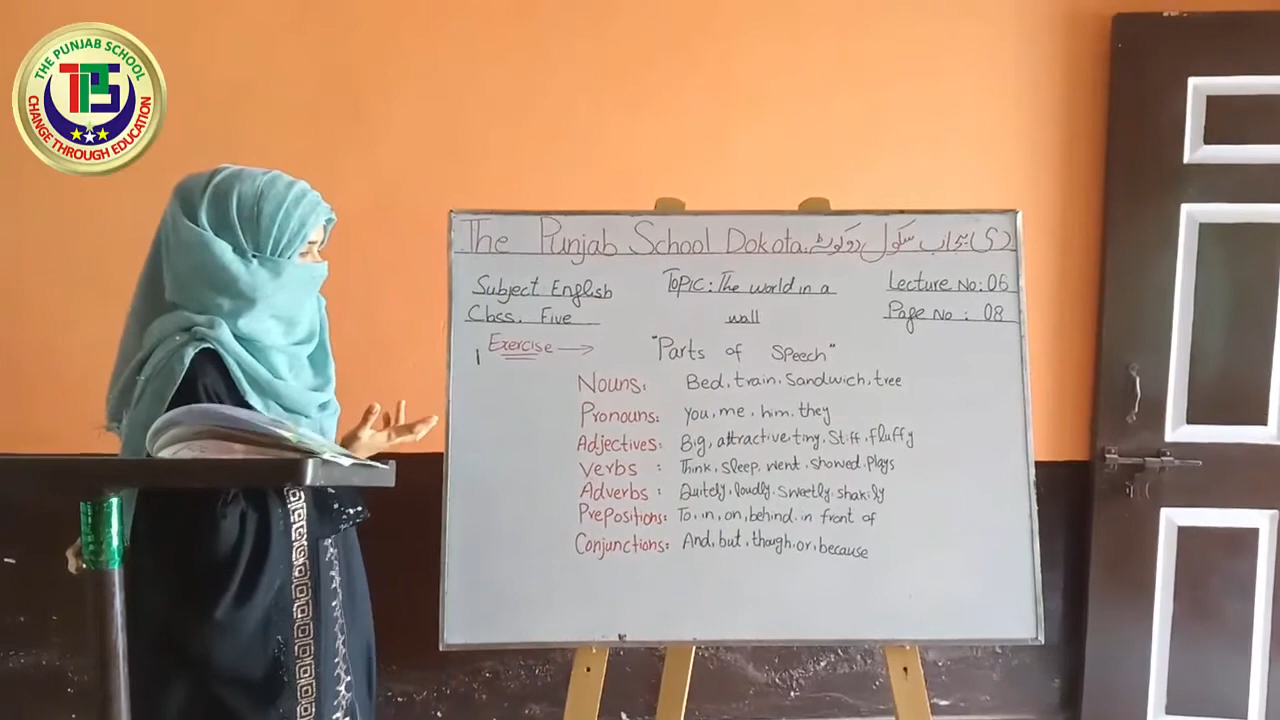 THE PUNJAB SCHOOL
TPS
CHANGE THROUGH EDUCATION
The Punjab School Dokota. دی پنجاب سکول دوکوٹہ
Subject English
Topic: The world in a
wall
Lecture No: 06
Class. Five
Page No: 08
Exercise →
1
"Parts of Speech"
Nouns: Bed, train, Sandwich, tree
Pronouns: you, me, him, they
Adjectives: Big, attractive, tiny, Stiff, fluffy
Verbs: Think, sleep, went, showed, plays
Adverbs: Quitely, loudly, sweetly, shakily
Prepositions: To, in, on, behind, in front of
Conjunctions: And, but, though, or, because